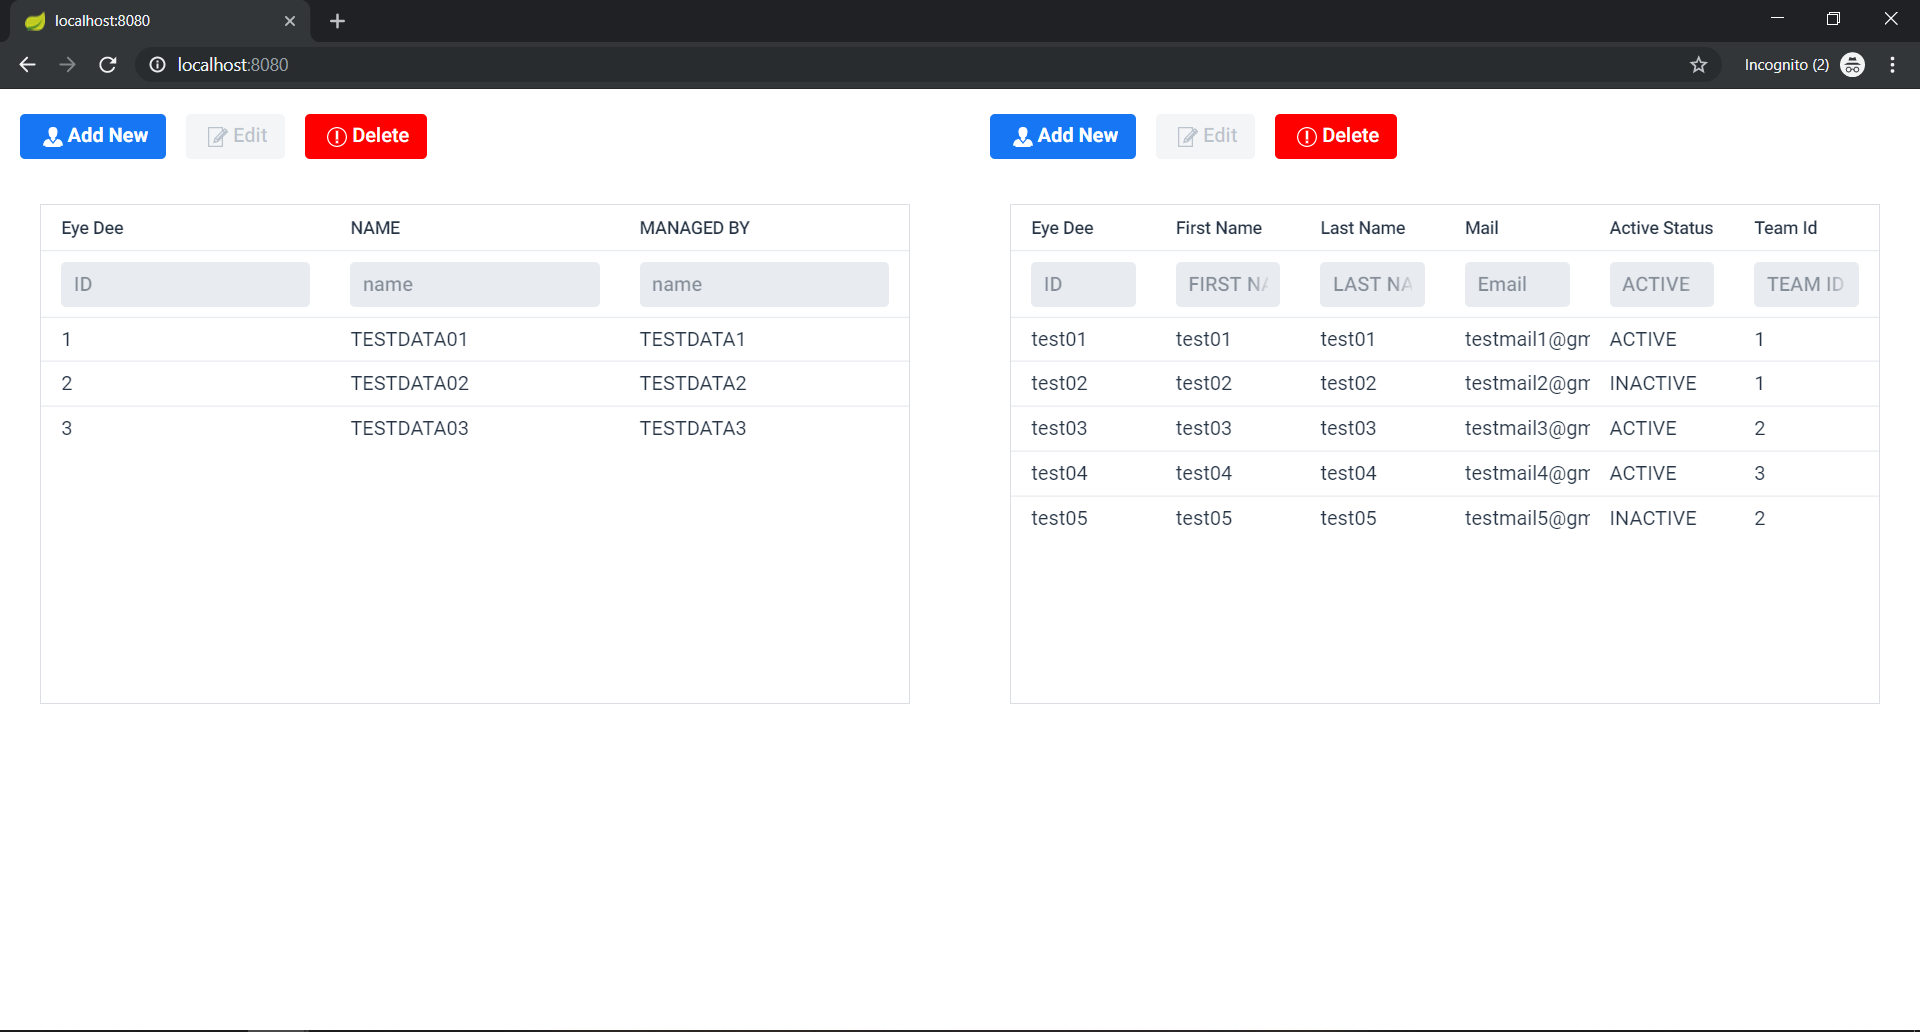 localhost:8080
localhost:8080
Incognito (2)
Add New Edit Delete
Add New Edit Delete
Eye Dee NAME MANAGED BY
ID name name
1 TESTDATA01 TESTDATA1
2 TESTDATA02 TESTDATA2
3 TESTDATA03 TESTDATA3
Eye Dee First Name Last Name Mail Active Status Team Id
ID FIRST NA LAST NA Email ACTIVE TEAM ID
test01 test01 test01 testmail1@gm ACTIVE 1
test02 test02 test02 testmail2@gm INACTIVE 1
test03 test03 test03 testmail3@gm ACTIVE 2
test04 test04 test04 testmail4@gm ACTIVE 3
test05 test05 test05 testmail5@gm INACTIVE 2